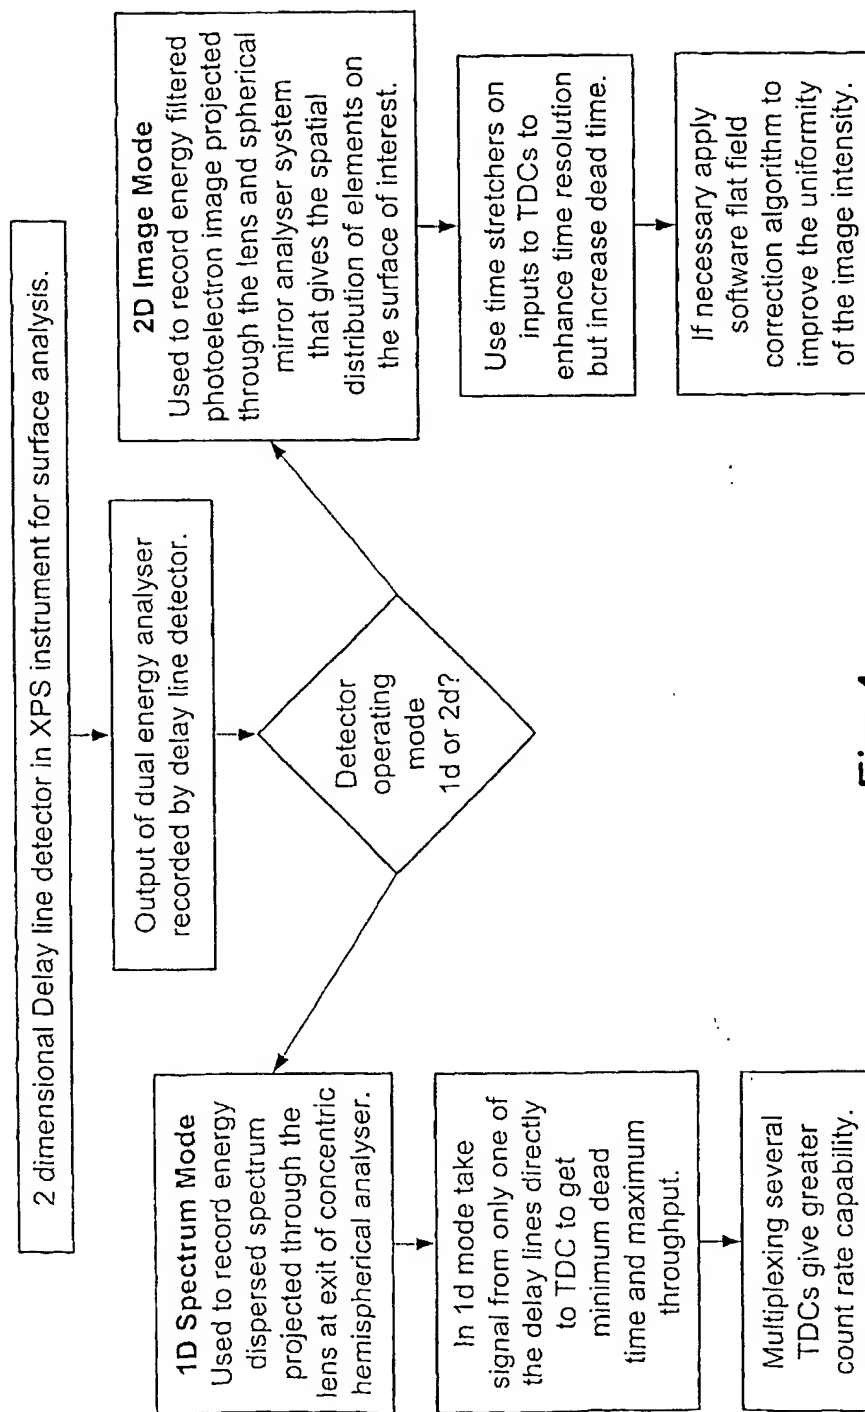 2 dimensional Delay line detector in XPS instrument for surface analysis.
Output of dual energy analyser
recorded by delay line detector.
Detector
operating
mode
1d or 2d?
1D Spectrum Mode
Used to record energy
dispersed spectrum
projected through the
lens at exit of concentric
hemispherical analyser.
In 1d mode take
signal from only one of
the delay lines directly
to TDC to get
minimum dead
time and maximum
throughput.
Multiplexing several
TDCs give greater
count rate capability.
2D Image Mode
Used to record energy filtered
photoelectron image projected
through the lens and spherical
mirror analyser system
that gives the spatial
distribution of elements on
the surface of interest.
Use time stretchers on
inputs to TDCs to
enhance time resolution
but increase dead time.
If necessary apply
software flat field
correction algorithm to
improve the uniformity
of the image intensity.